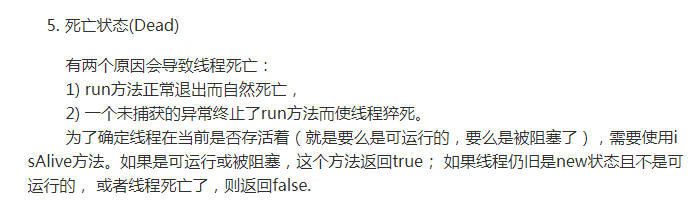 5. 死亡状态(Dead)
有两个原因会导致线程死亡：
1) run方法正常退出而自然死亡，
2) 一个未捕获的异常终止了run方法而使线程猝死。
为了确定线程在当前是否存活着（就是要么是可运行的，要么是被阻塞了），需要使用i
sAlive方法。如果是可运行或被阻塞，这个方法返回true； 如果线程仍旧是new状态且不是可
运行的， 或者线程死亡了，则返回false.